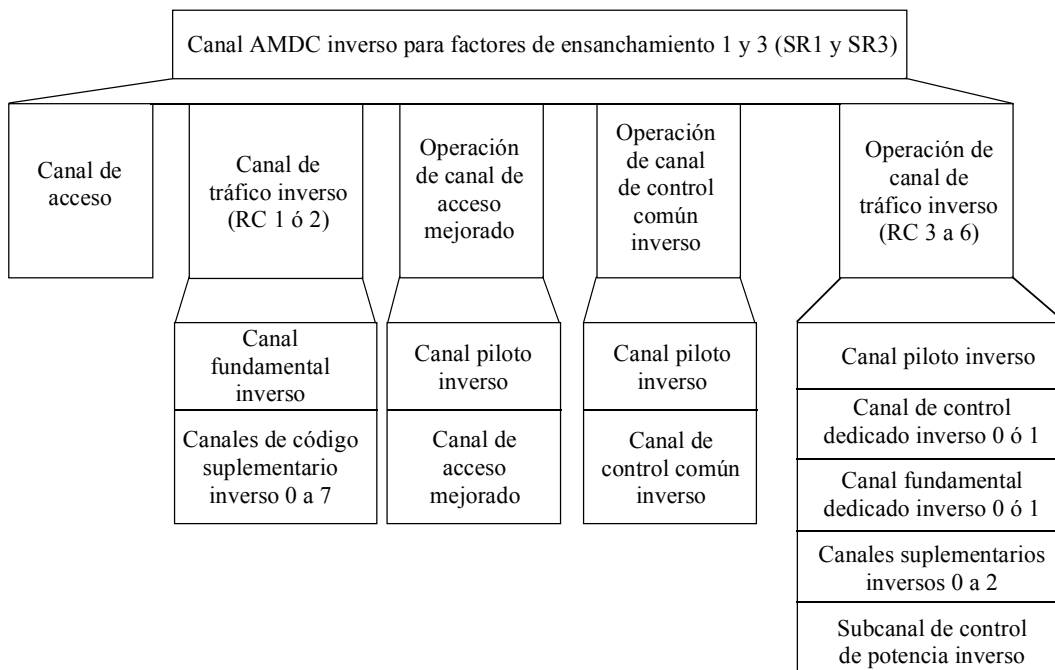 Canal AMDC inverso para factores de ensanchamiento 1 y 3 (SR1 y SR3)
Canal de
acceso
Canal de
tráfico inverso
(RC 1 ó 2)
Operación
de canal de
acceso
mejorado
Operación
de canal
de control
común
inverso
Operación de
canal de
tráfico inverso
(RC 3 a 6)
Canal
fundamental
inverso
Canales de código
suplementario
inverso 0 a 7
Canal piloto
inverso
Canal de
acceso
mejorado
Canal piloto
inverso
Canal de
control común
inverso
Canal piloto inverso
Canal de control
dedicado inverso 0 ó 1
Canal fundamental
dedicado inverso 0 ó 1
Canales suplementarios
inversos 0 a 2
Subcanal de control
de potencia inverso